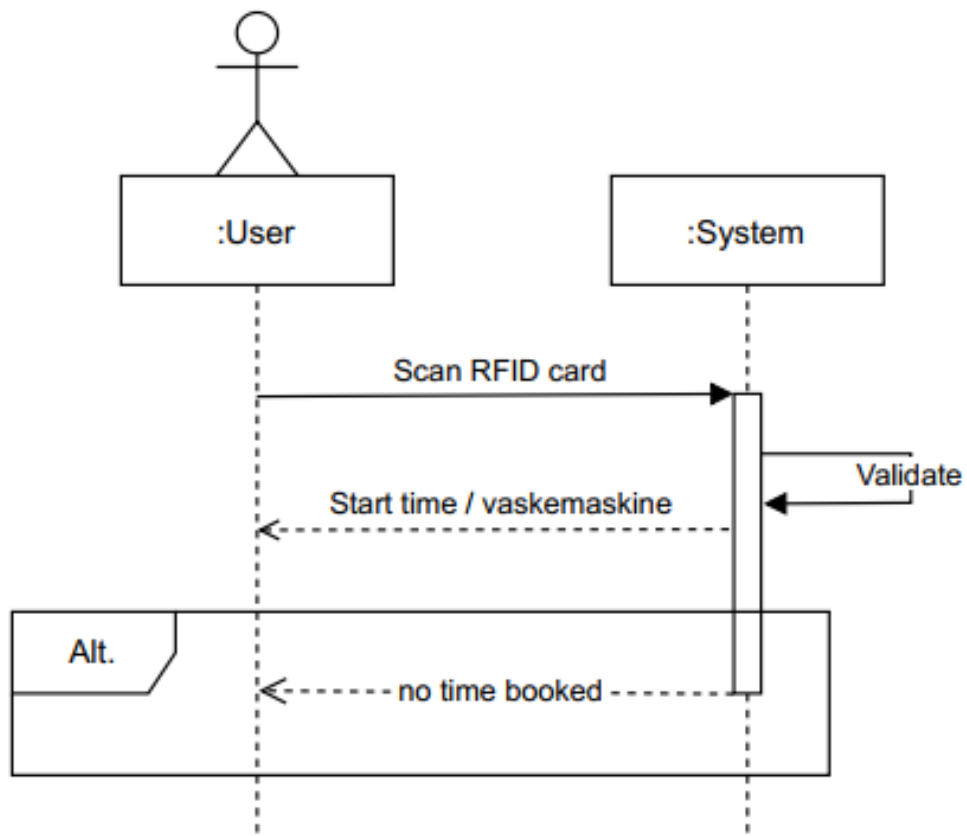 :User
:System
Scan RFID card
Validate
Start time / vaskemaskine
Alt.
no time booked